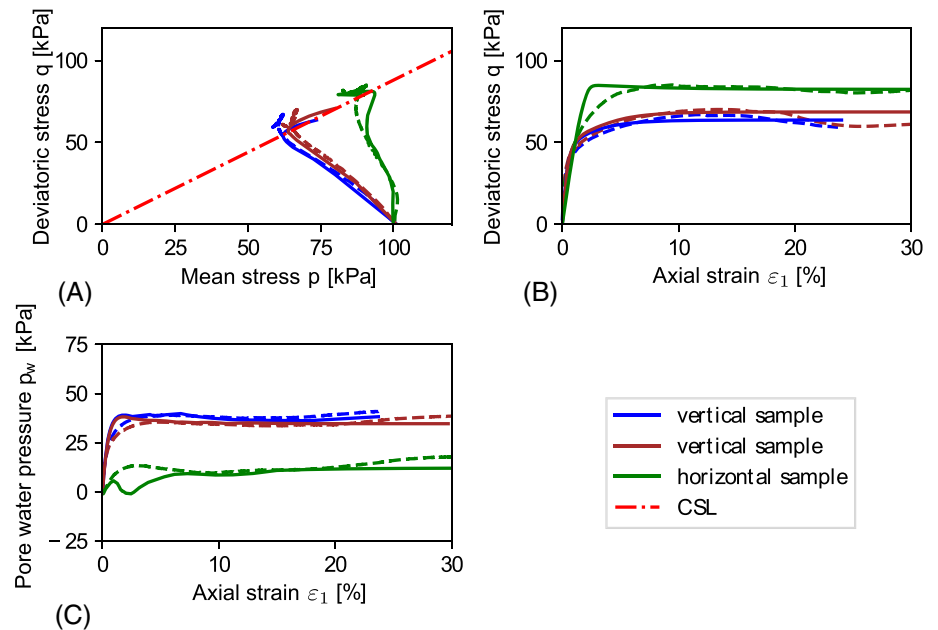 Deviatoric stress q [kPa]
100
50
0
0
25
50
75
100
Mean stress p [kPa]
(A)
Deviatoric stress q [kPa]
100
50
0
0
10
20
30
Axial strain ε₁ [%]
(B)
Pore water pressure p_w [kPa]
75
50
25
0
−25
0
10
20
30
Axial strain ε₁ [%]
(C)
vertical sample
vertical sample
horizontal sample
CSL